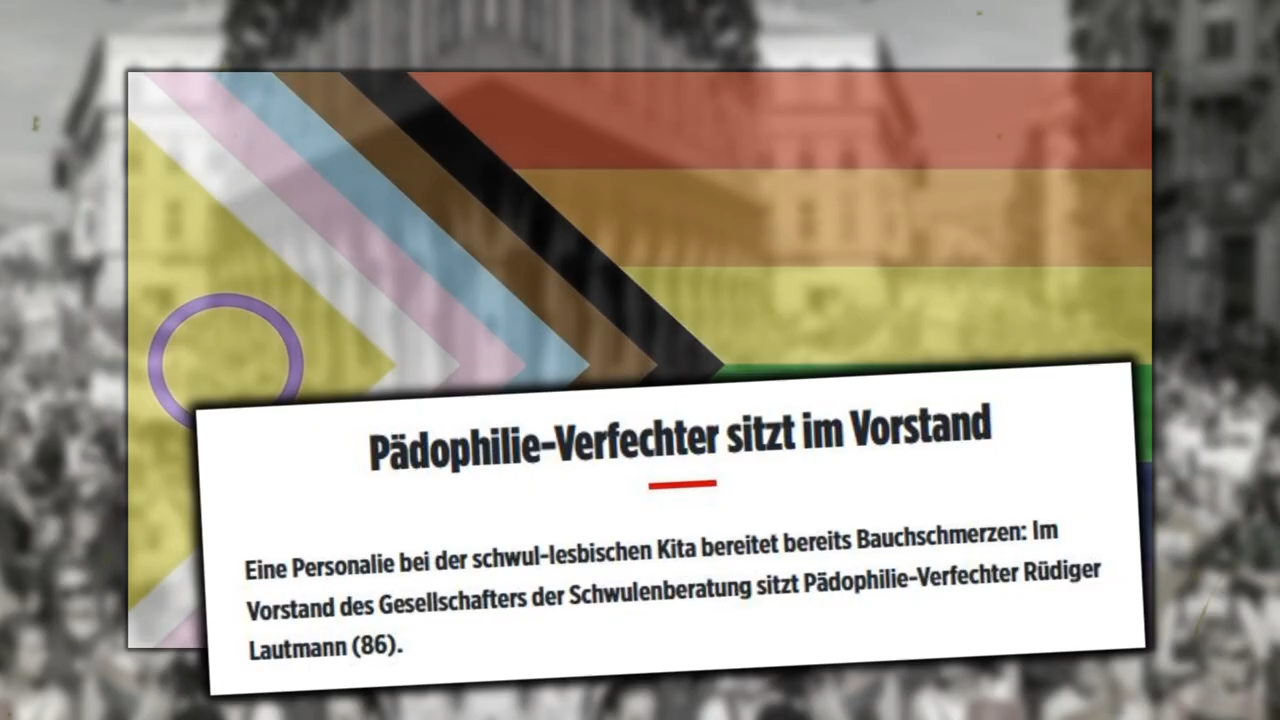 Pädophilie-Verfechter sitzt im Vorstand
Eine Personalie bei der schwul-lesbischen Kita bereitet bereits Bauchschmerzen: Im
Vorstand des Gesellschafters der Schwulenberatung sitzt Pädophilie-Verfechter Rüdiger
Lautmann (86).